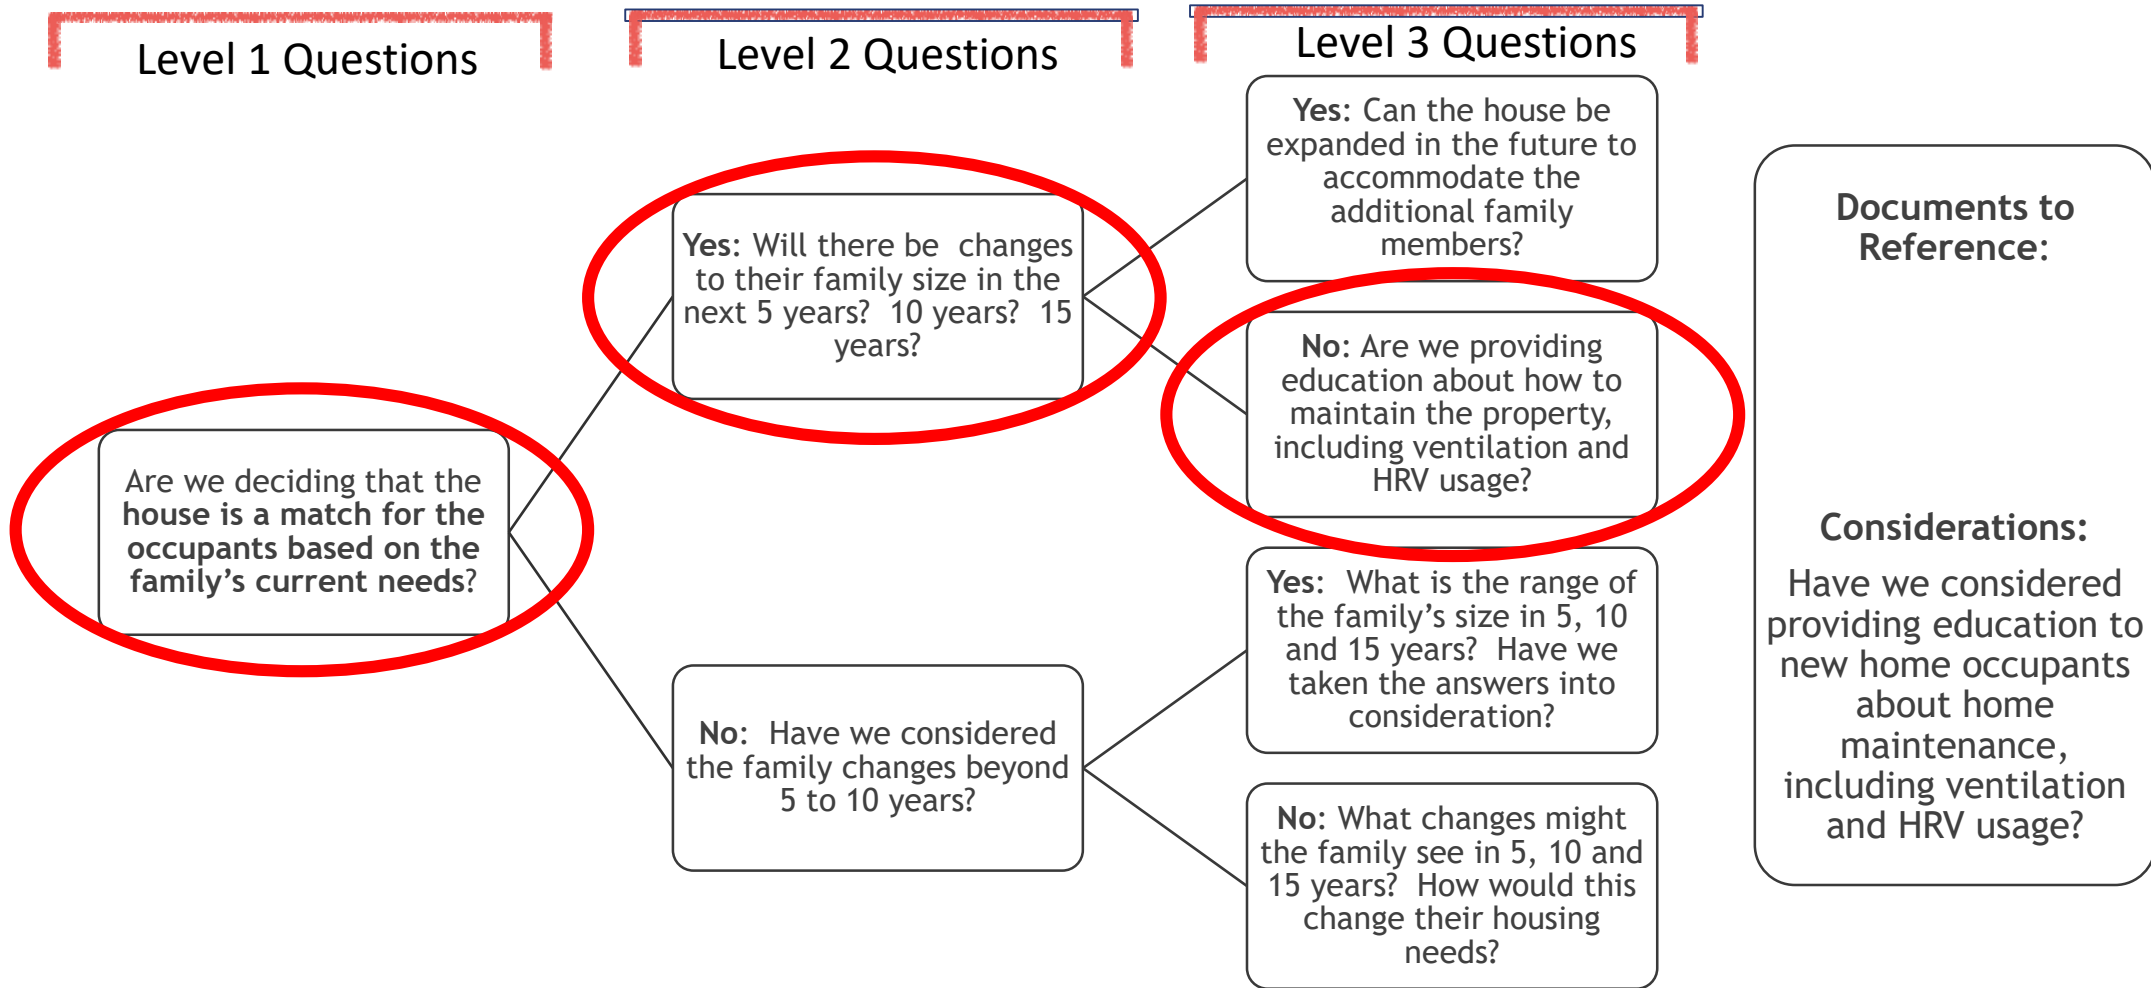 Level 1 Questions
Level 2 Questions
Level 3 Questions
Are we deciding that the
house is a match for the
occupants based on the
family’s current needs?
Yes: Will there be  changes
to their family size in the
next 5 years?  10 years?  15
years?
No:  Have we considered
the family changes beyond
5 to 10 years?
Yes: Can the house be
expanded in the future to
accommodate the
additional family
members?
No: Are we providing
education about how to
maintain the property,
including ventilation and
HRV usage?
Yes:  What is the range of
the family’s size in 5, 10
and 15 years?  Have we
taken the answers into
consideration?
No: What changes might
the family see in 5, 10 and
15 years?  How would this
change their housing
needs?
Documents to
Reference:
Considerations:
Have we considered
providing education to
new home occupants
about home
maintenance,
including ventilation
and HRV usage?